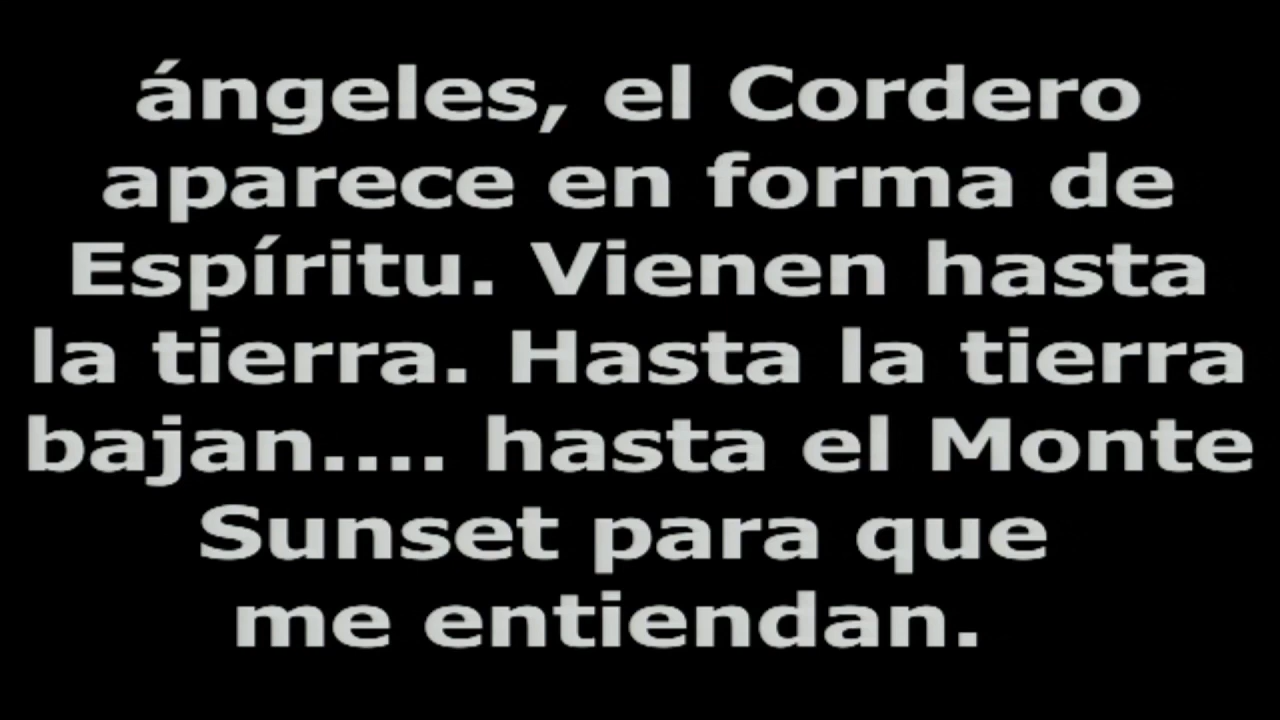 ángeles, el Cordero
aparece en forma de
Espíritu. Vienen hasta
la tierra. Hasta la tierra
bajan.... hasta el Monte
Sunset para que
me entiendan.